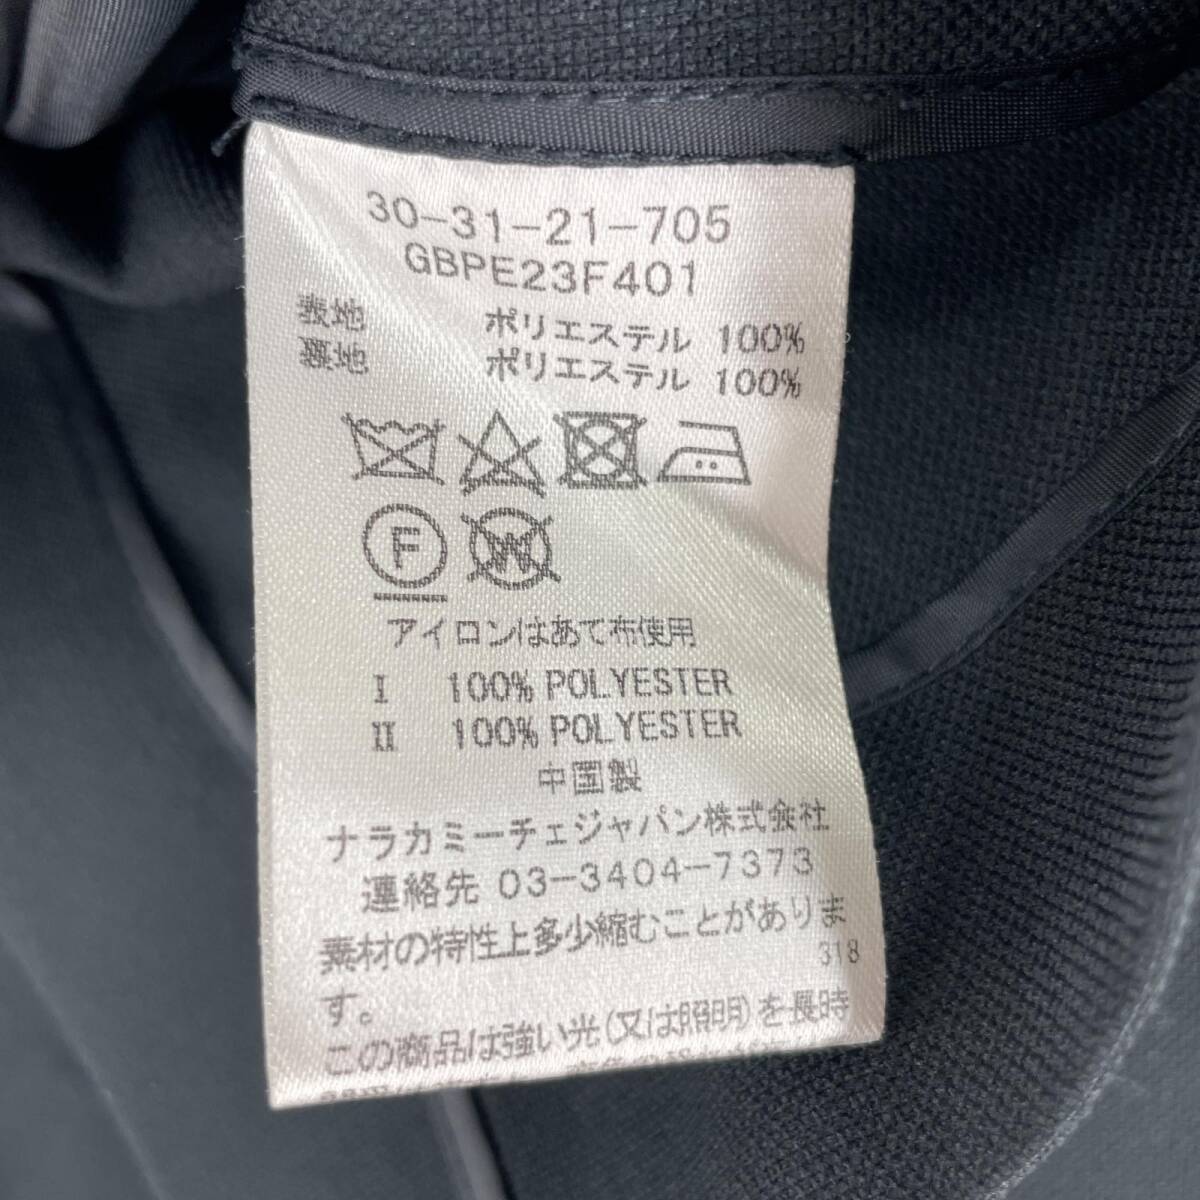 30-31-21-705
GBPE23F401
表地 ポリエステル 100%
裏地 ポリエステル 100%
F W
アイロンはあて布使用
I 100% POLYESTER
II 100% POLYESTER
中国製
ナラカミーチェジャパン株式会社
連絡先 03-3404-7373
素材の特性上多少縮むことがありま
318
す。
この商品は強い光(又は照明)を長時